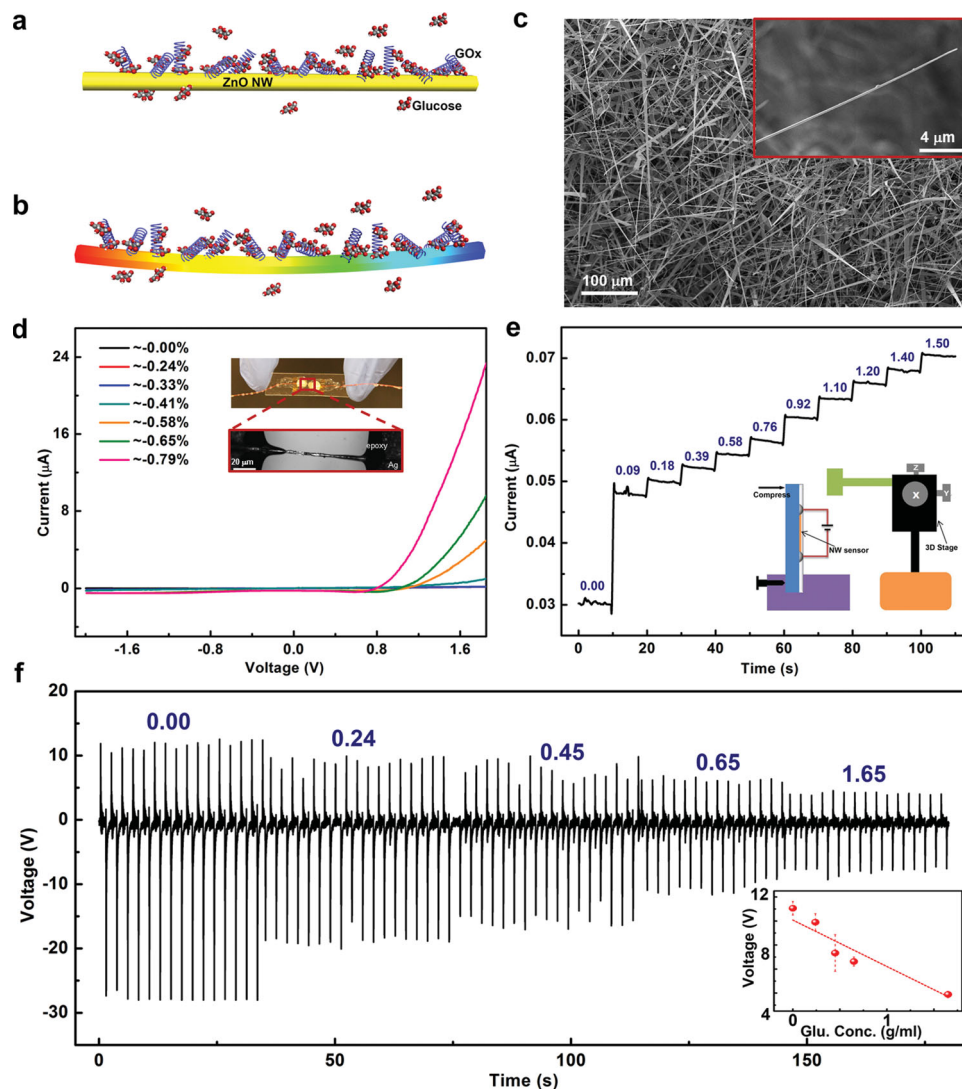 a
GOx
ZnO NW
Glucose
b
c
4 μm
100 μm
d
Current (μA)
24
16
8
0
-1.6 -0.8 0.0 0.8 1.6
Voltage (V)
~-0.00%
~-0.24%
~-0.33%
~-0.41%
~-0.58%
~-0.65%
~-0.79%
epoxy
20 μm
Ag
e
Current (μA)
0.07
0.06
0.05
0.04
0.03
0 20 40 60 80 100
Time (s)
0.00
0.09
0.18
0.39
0.58
0.76
0.92
1.10
1.20
1.40
1.50
Compress
NW sensor
Z
X
Y
3D Stage
f
Voltage (V)
20
10
0
-10
-20
-30
0 50 100 150
Time (s)
0.00
0.24
0.45
0.65
1.65
Voltage (V)
12
8
4
0 1
Glu. Conc. (g/ml)